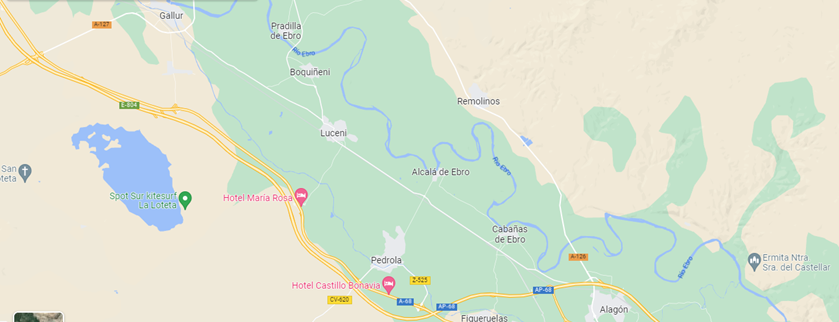 Gallur
A-127
Pradilla
de Ebro
Río Ebro
Boquiñeni
E-804
Remolinos
Luceni
Río Ebro
San
oteta
Alcalá de Ebro
Spot Sur kitesurf
La Loteta
Hotel María Rosa
Cabañas
de Ebro
Pedrola
A-126
Río Ebro
Ermita Ntra
Sra. del Castellar
Z-525
Hotel Castillo Bonavía
AP-68
CV-620
A-68
AP-68
Alagón
Figueruelas